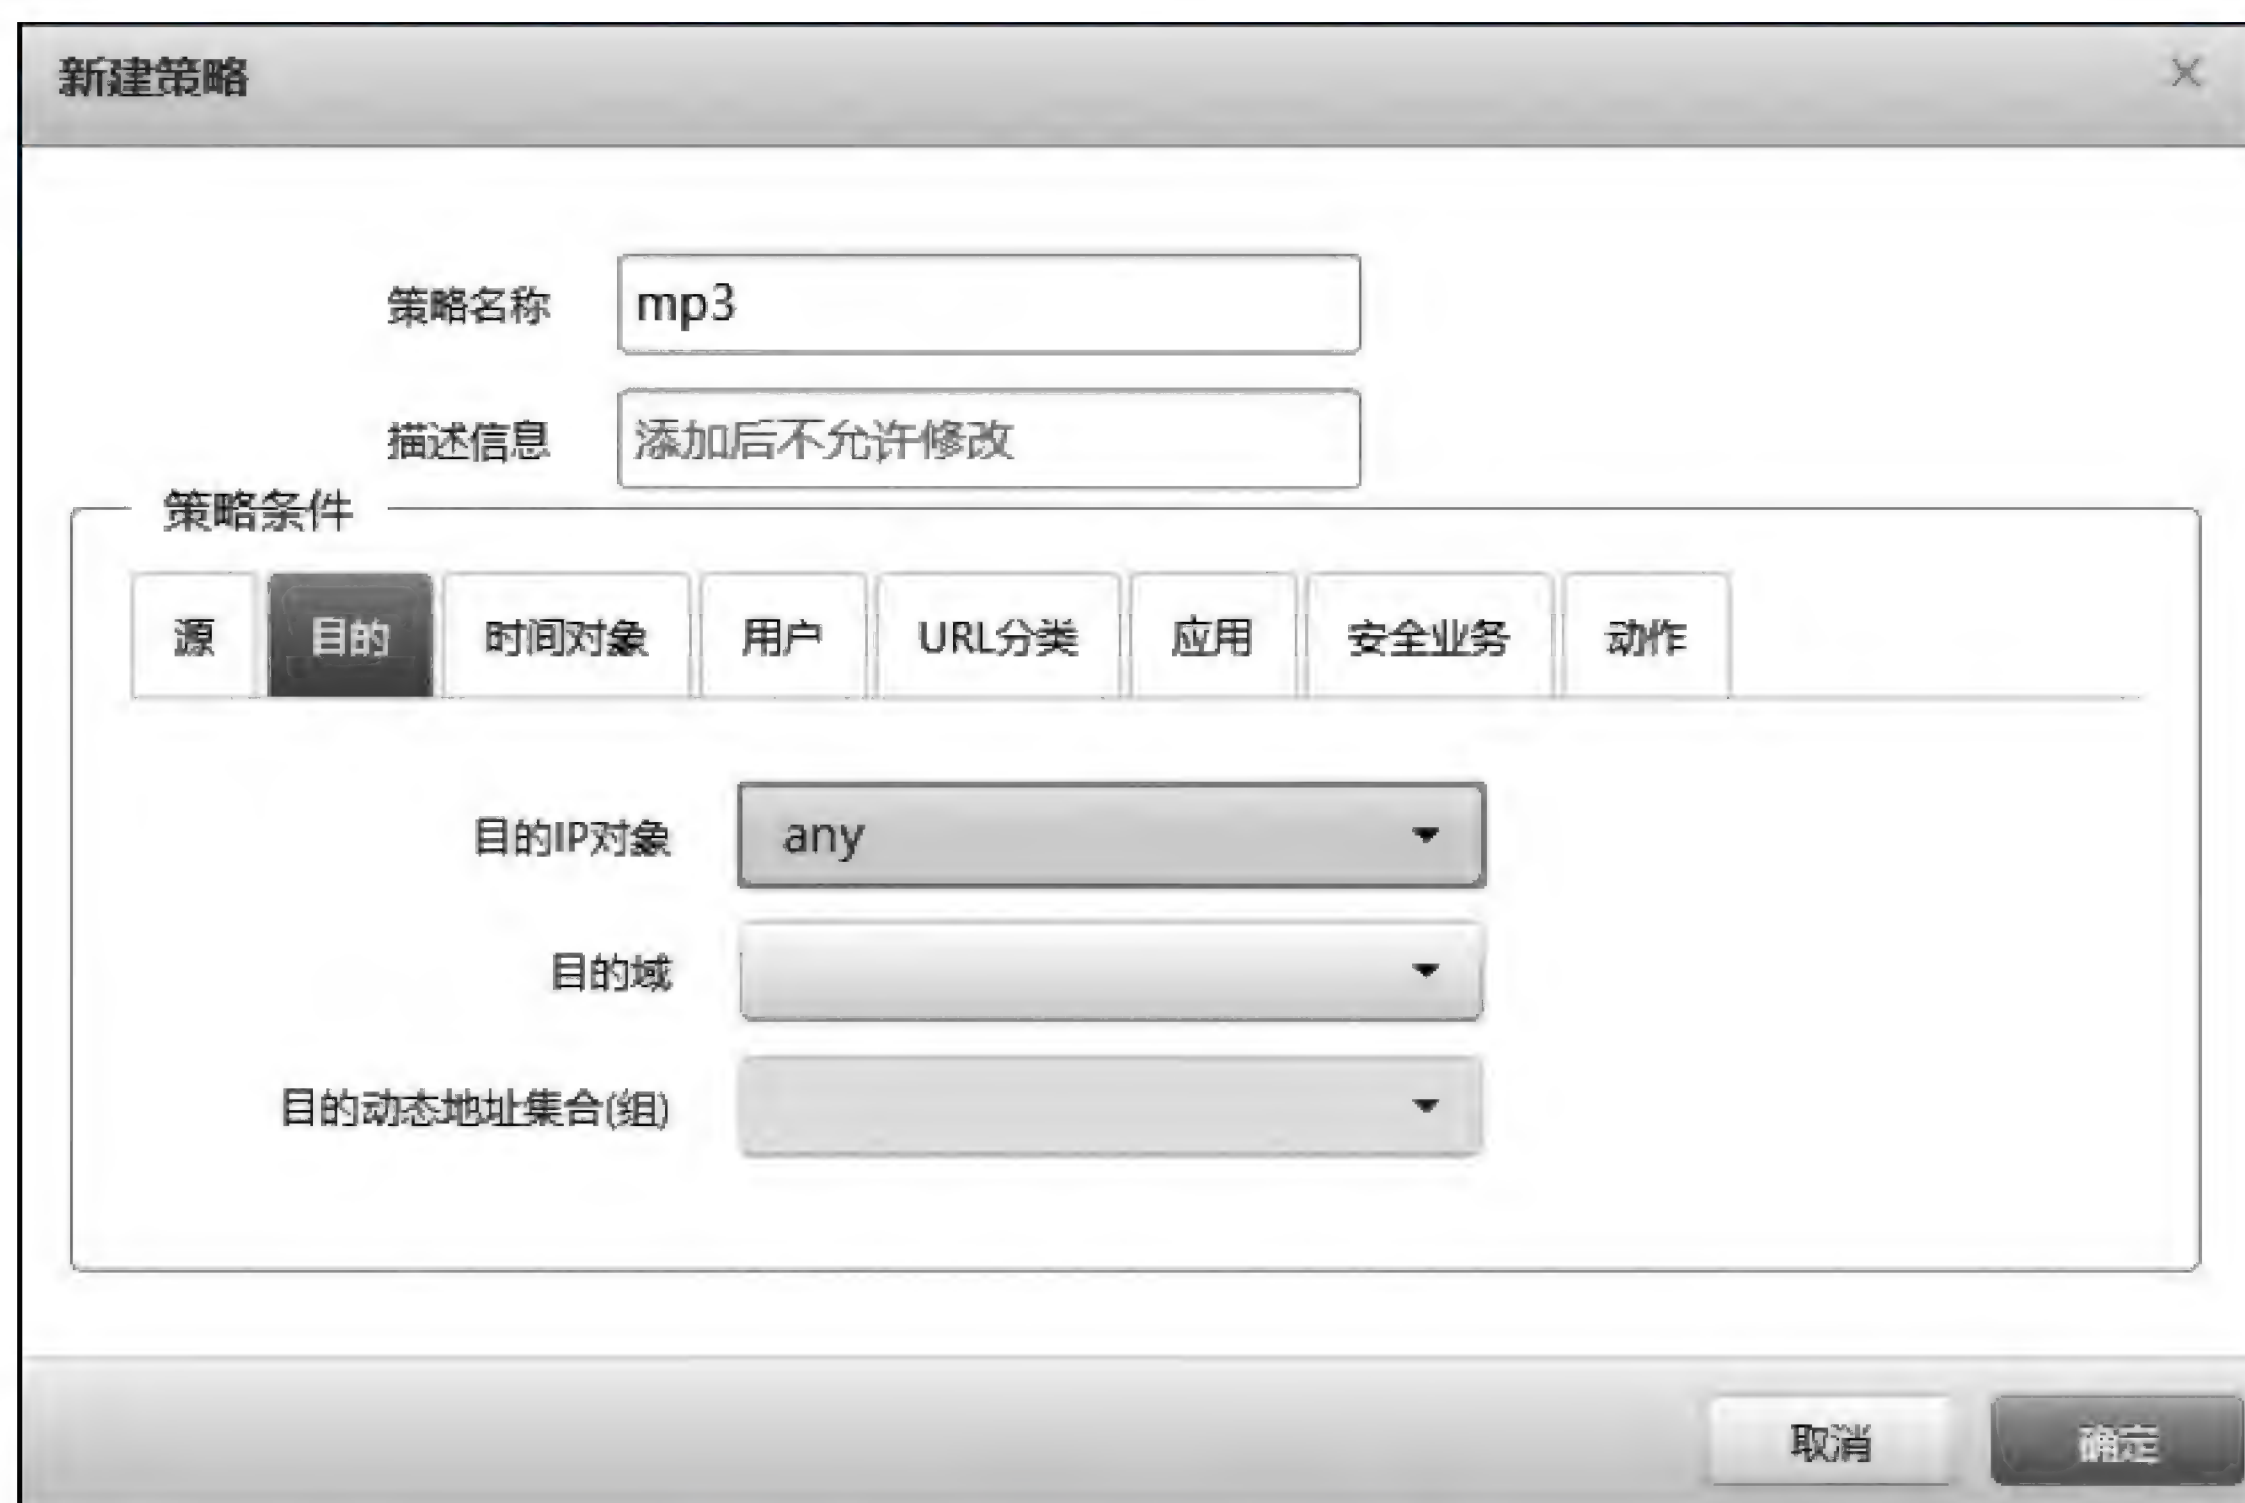 新建策略
策略名称 mp3
描述信息 添加后不允许修改
策略条件
源 目的 时间对象 用户 URL分类 应用 安全业务 动作
目的IP对象 any
目的域
目的动态地址集合(组)
取消 确定